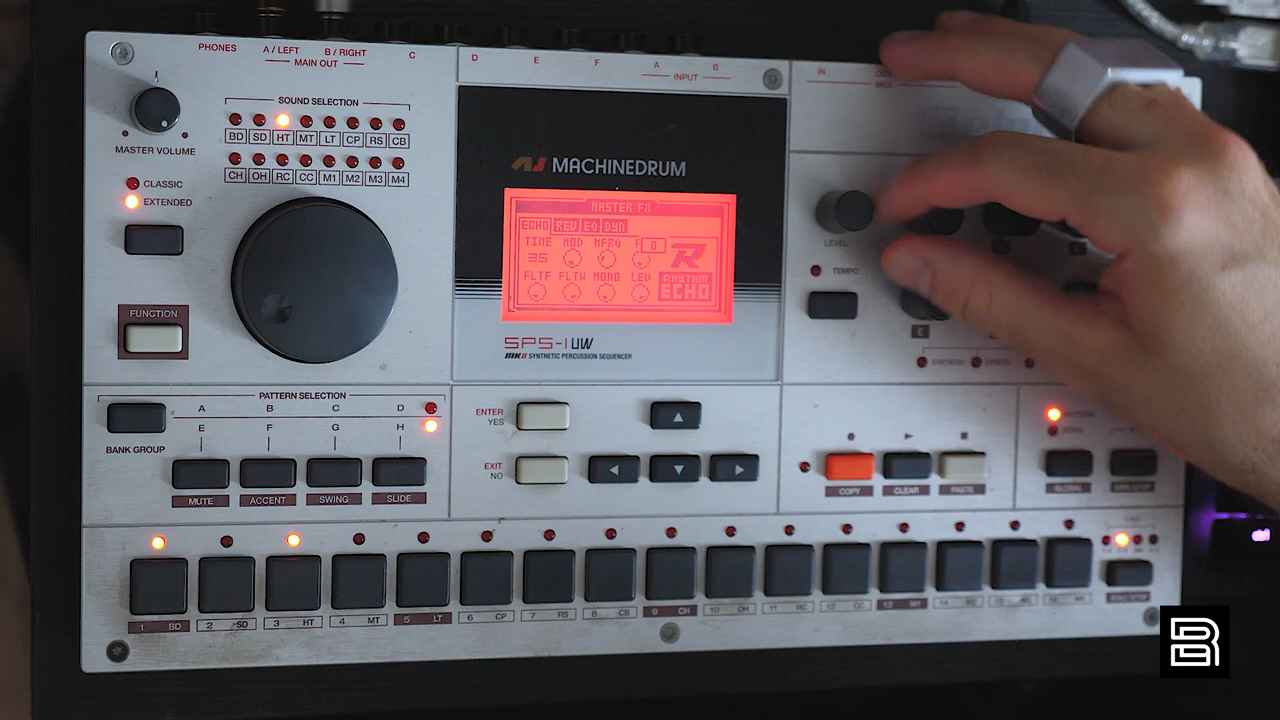 PHONES A / LEFT B / RIGHT C D E F A B IN
MAIN OUT INPUT
SOUND SELECTION
BD SD HT MT LT CP RS CB
CH OH RC CC M1 M2 M3 M4
MASTER VOLUME
CLASSIC
EXTENDED
FUNCTION
MACHINEDRUM
MASTER FX
ECHO REV EQ DYN
TIME MOD MFRQ F 0
35
FLTF FLTW MONO LEV RHYTHM
ECHO
SPS-1UW
MKII SYNTHETIC PERCUSSION SEQUENCER
LEVEL
TEMPO
E
SYNTHESIS EFFECTS
PATTERN SELECTION
A B C D
E F G H
BANK GROUP
MUTE ACCENT SWING SLIDE
ENTER
YES
EXIT
NO
COPY CLEAR PASTE
PATTERN
SONG
GLOBAL
1 BD 2 SD 3 HT 4 MT 5 LT 6 CP 7 RS 8 CB 9 CH 10 OH 11 RC 12 CC 13 M1